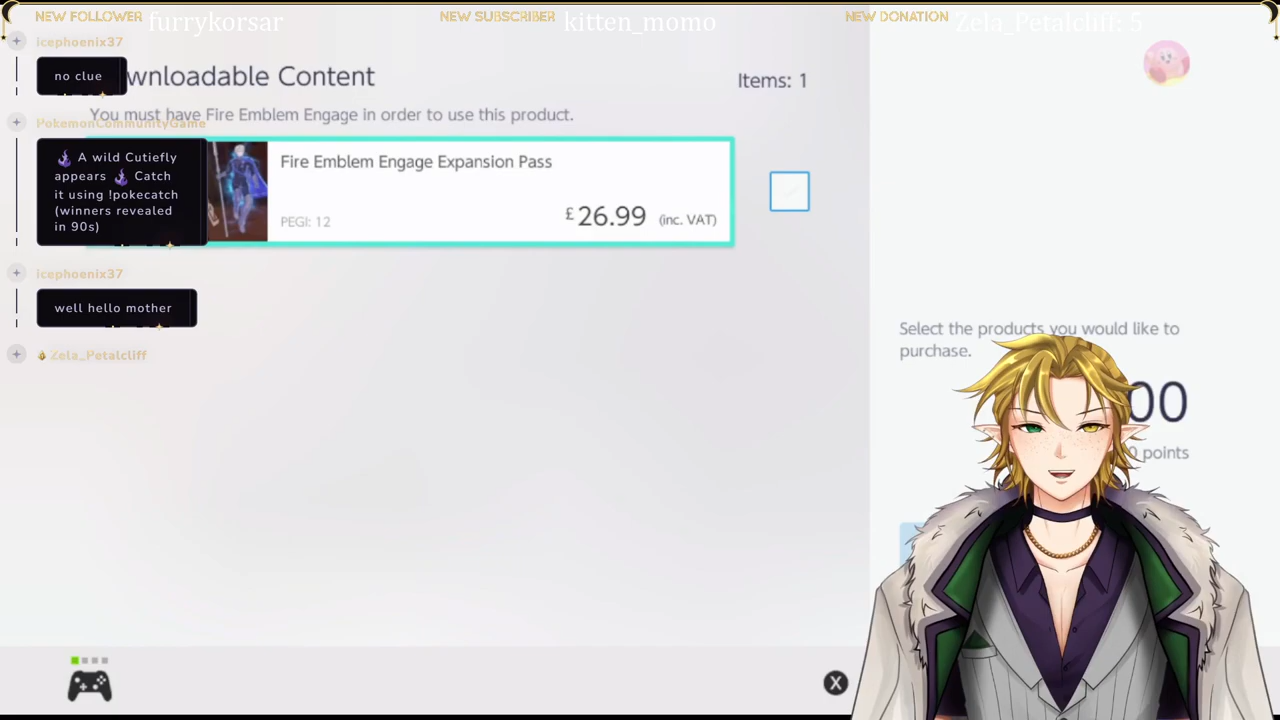 NEW FOLLOWER furrykorsar
NEW SUBSCRIBER kitten_momo
NEW DONATION Zela_Petalcliff: 5
icephoenix37
no clue
wnloadable Content
Items: 1
You must have Fire Emblem Engage in order to use this product.
PokemonCommunityGame
A wild Cutiefly
appears Catch
it using !pokecatch
(winners revealed
in 90s)
Fire Emblem Engage Expansion Pass
PEGI: 12
£26.99 (inc. VAT)
icephoenix37
well hello mother
Zela_Petalcliff
Select the products you would like to
purchase.
00
points
X